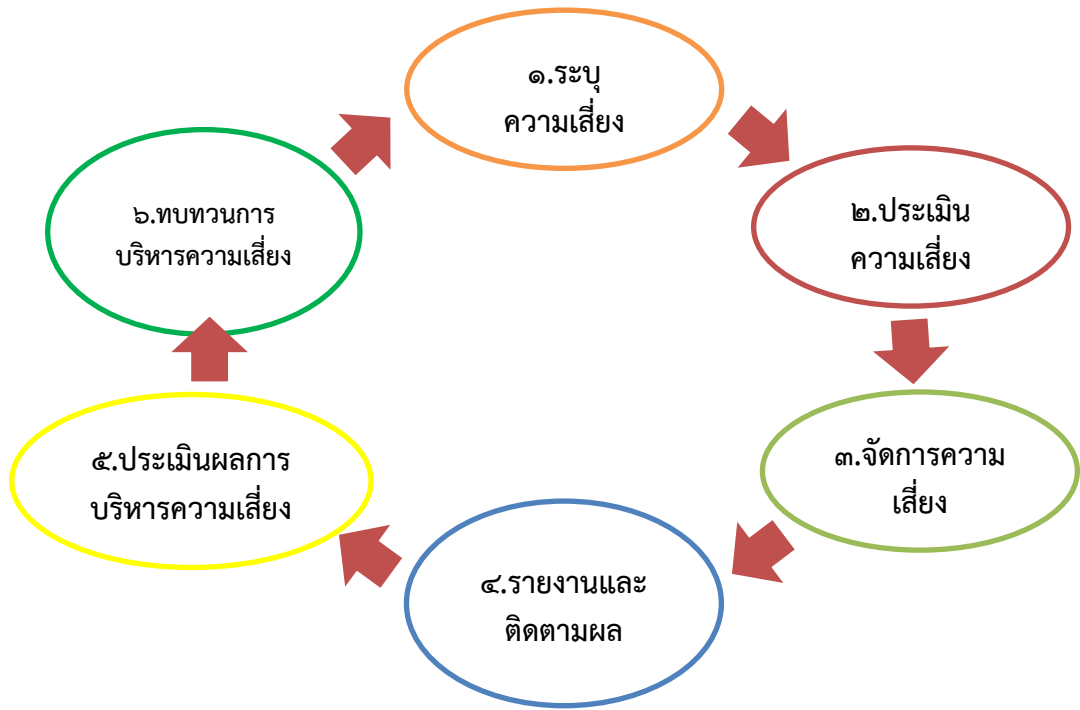 ๑.ระบุ
ความเสี่ยง
๒.ประเมิน
ความเสี่ยง
๓.จัดการความ
เสี่ยง
๔.รายงานและ
ติดตามผล
๕.ประเมินผลการ
บริหารความเสี่ยง
๖.ทบทวนการ
บริหารความเสี่ยง